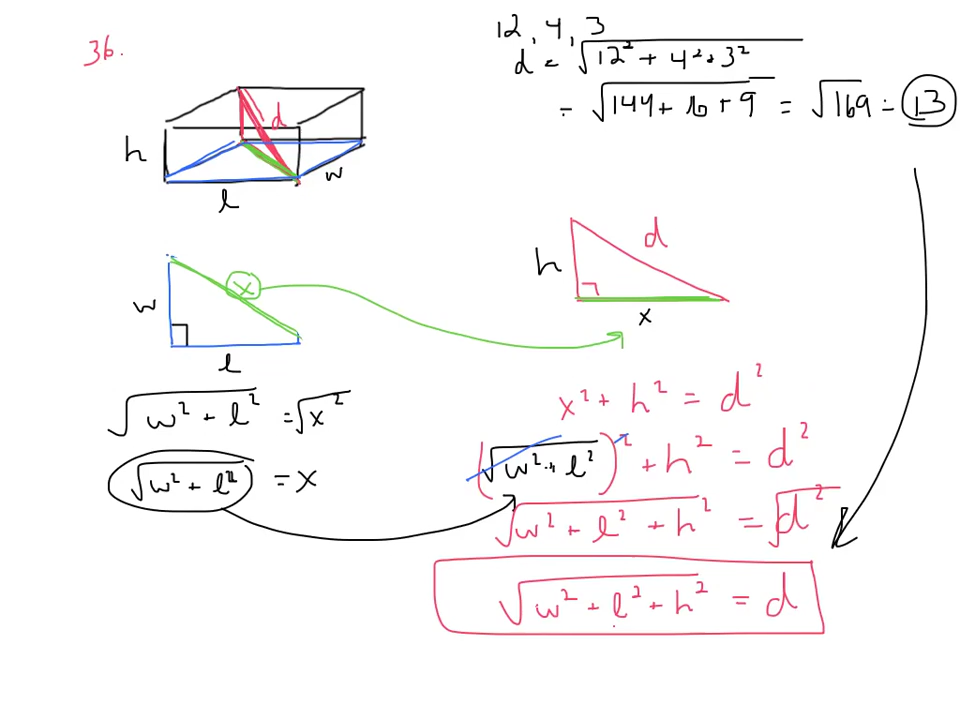 36.
12, 4, 3
d = √12² + 4² + 3²
= √144 + 16 + 9 = √169 = 13
d
h
w
l
w
x
l
h
d
x
√w² + l² = √x²
√w² + l² = x
x² + h² = d²
(√w² + l²)² + h² = d²
√w² + l² + h² = √d²
√w² + l² + h² = d